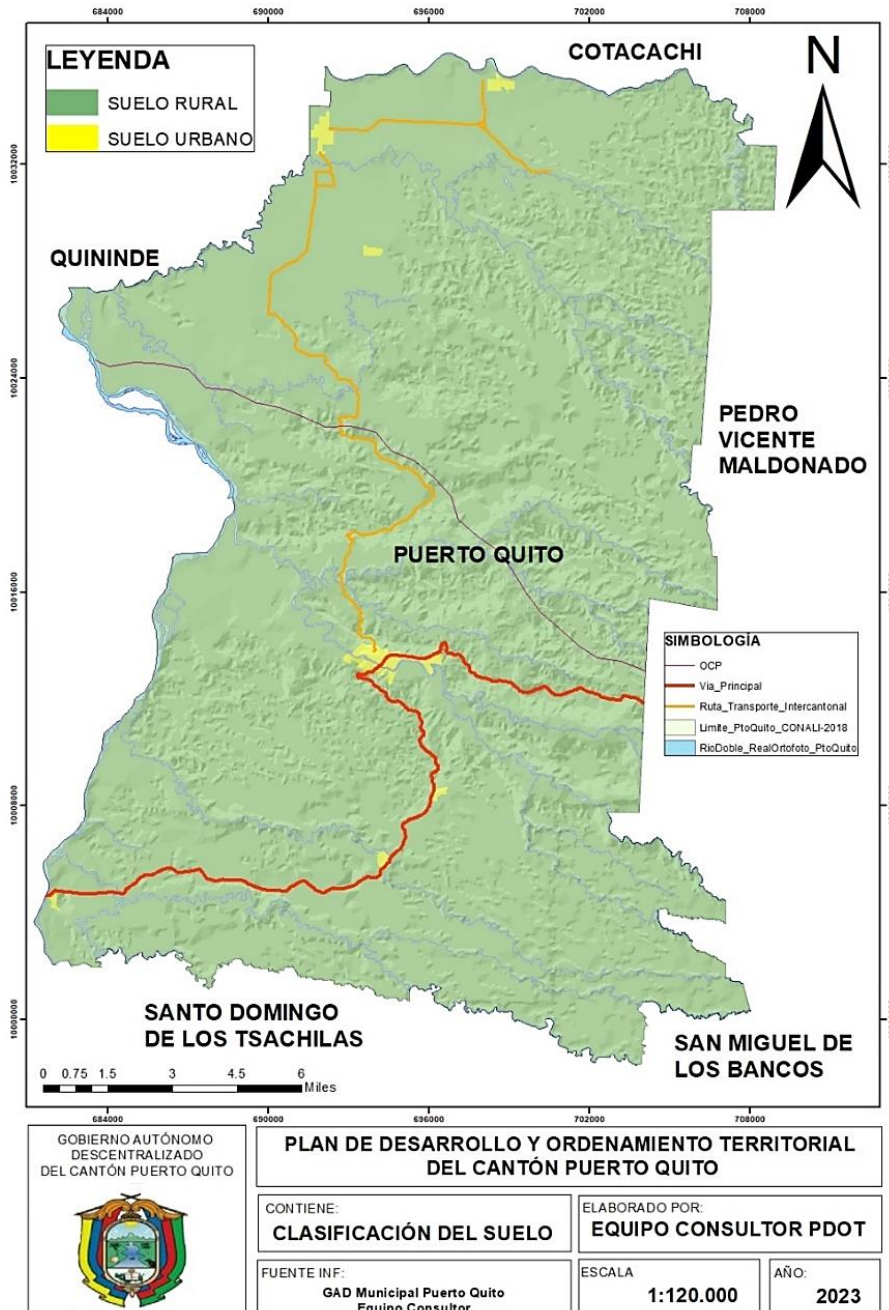 684000 690000 696000 702000 708000
LEYENDA
SUELO RURAL
SUELO URBANO
COTACACHI
N
10032000
QUININDE
10024000
PEDRO
VICENTE
MALDONADO
PUERTO QUITO
10016000
SIMBOLOGÍA
OCP
Via_Principal
Ruta_Transporte_Intercantonal
Limite_PtoQuito_CONALI-2018
RioDoble_RealOrtofoto_PtoQuito
10008000
10000000
SANTO DOMINGO
DE LOS TSACHILAS
SAN MIGUEL DE
LOS BANCOS
0 0.75 1.5 3 4.5 6
Miles
684000 690000 696000 702000 708000
GOBIERNO AUTÓNOMO
DESCENTRALIZADO
DEL CANTÓN PUERTO QUITO
PLAN DE DESARROLLO Y ORDENAMIENTO TERRITORIAL
DEL CANTÓN PUERTO QUITO
CONTIENE:
CLASIFICACIÓN DEL SUELO
ELABORADO POR:
EQUIPO CONSULTOR PDOT
FUENTE INF:
GAD Municipal Puerto Quito
Equipo Consultor
ESCALA
1:120.000
AÑO:
2023